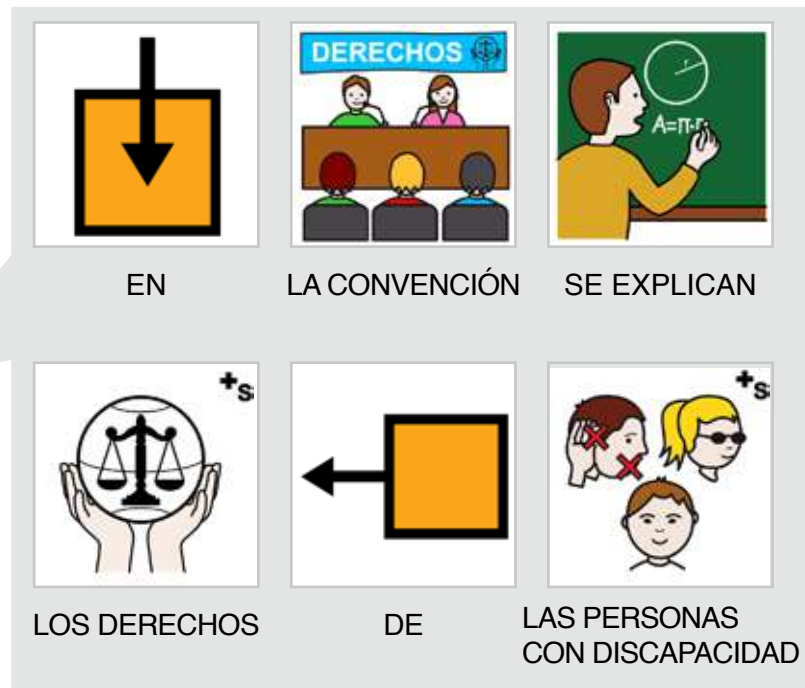 DERECHOS
r
A=π·r
EN
LA CONVENCIÓN
SE EXPLICAN
+s
+s
LOS DERECHOS
DE
LAS PERSONAS
CON DISCAPACIDAD